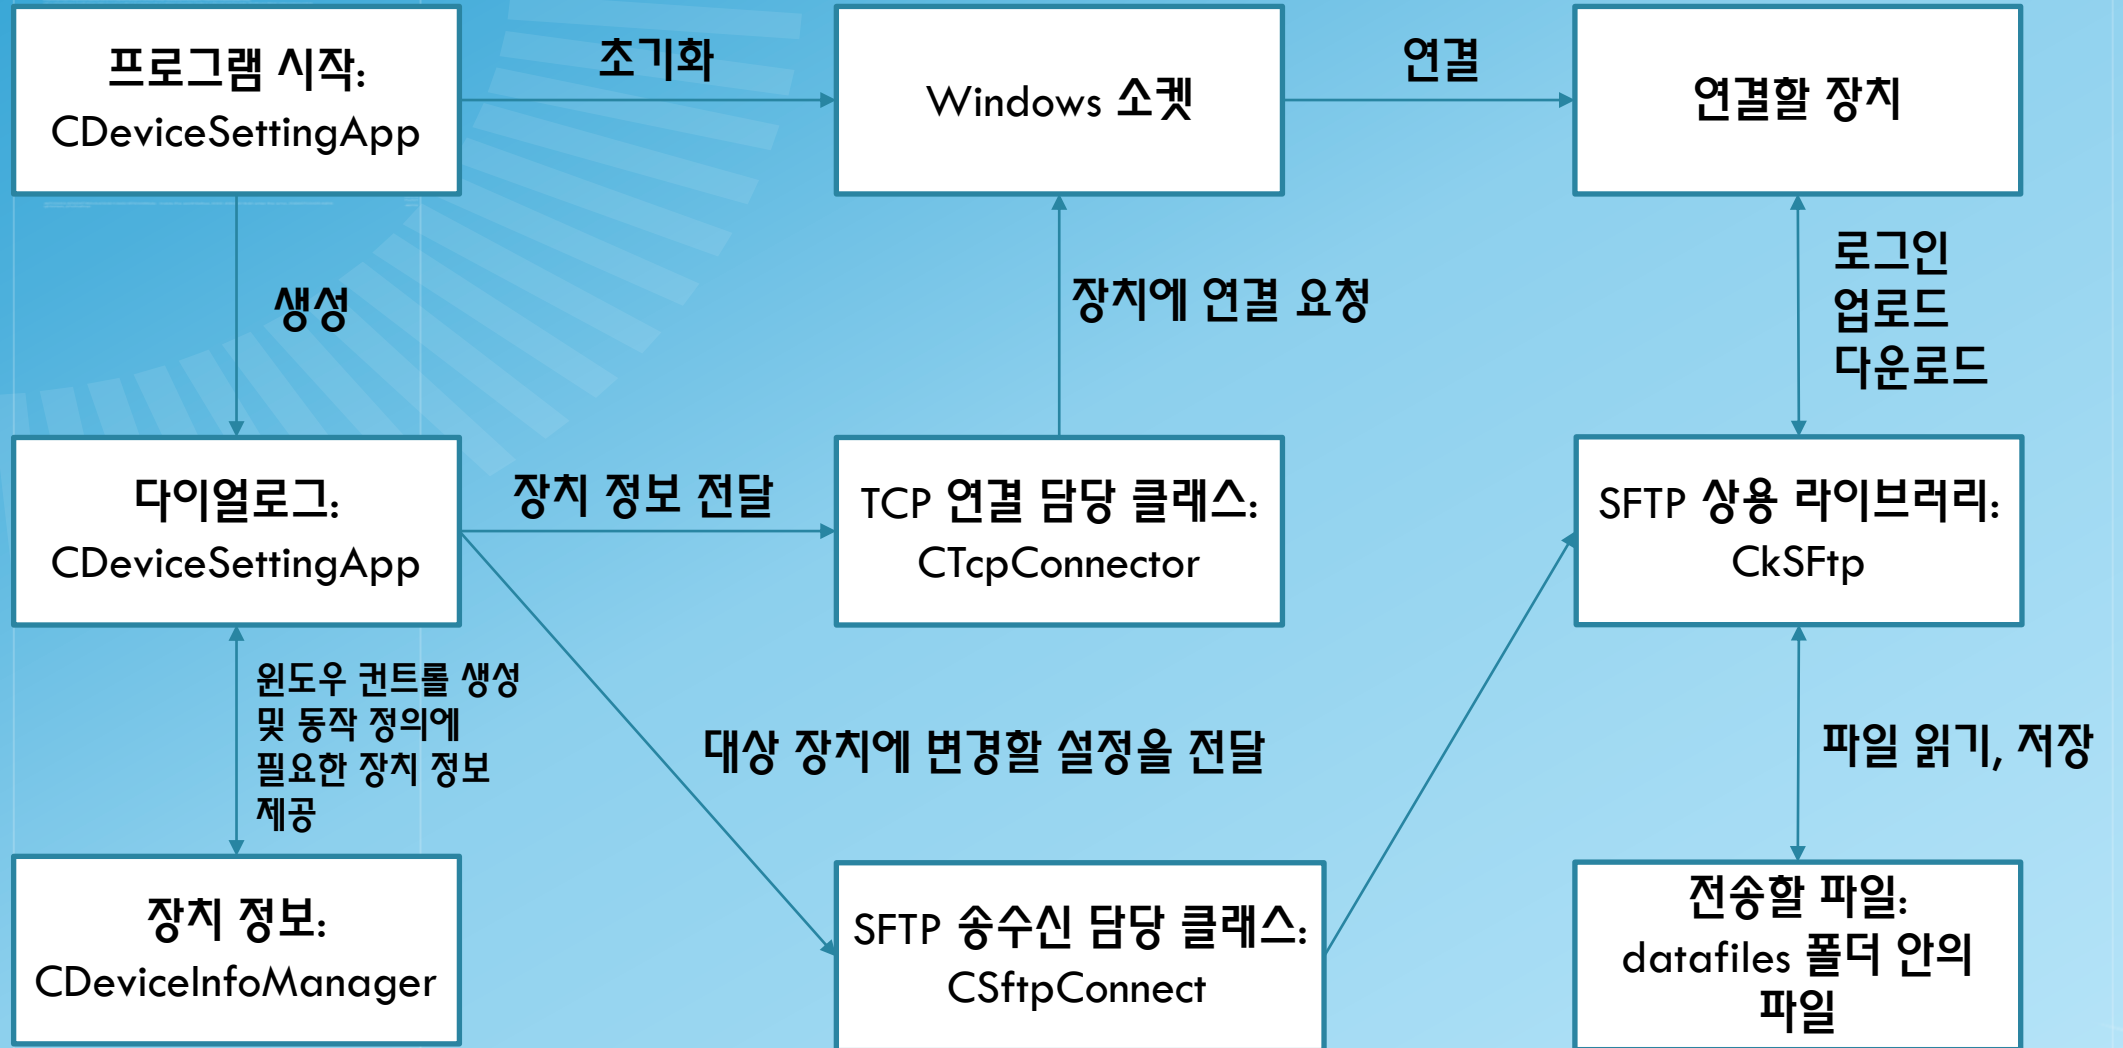 프로그램 시작:
CDeviceSettingApp
초기화
Windows 소켓
연결
연결할 장치
생성
장치에 연결 요청
로그인
업로드
다운로드
다이얼로그:
CDeviceSettingApp
장치 정보 전달
TCP 연결 담당 클래스:
CTcpConnector
SFTP 상용 라이브러리:
CkSFtp
윈도우 컨트롤 생성
및 동작 정의에
필요한 장치 정보
제공
대상 장치에 변경할 설정을 전달
파일 읽기, 저장
장치 정보:
CDeviceInfoManager
SFTP 송수신 담당 클래스:
CSftpConnect
전송할 파일:
datafiles 폴더 안의
파일